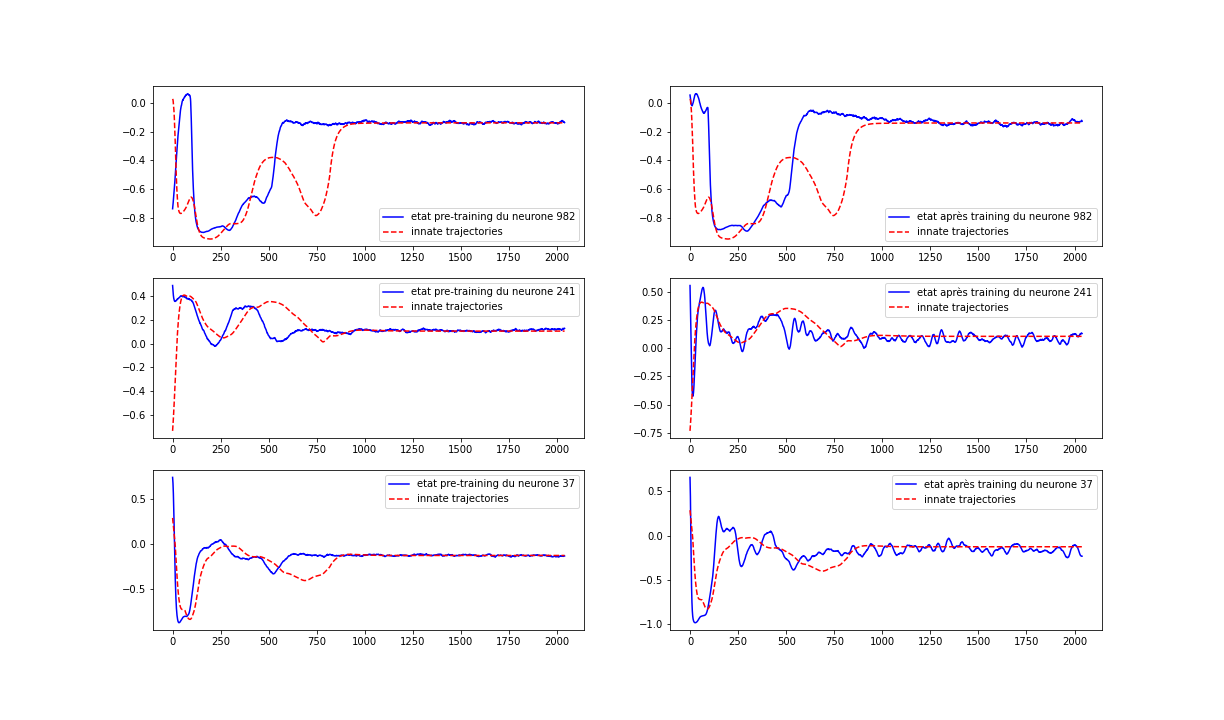 0.0
−0.2
−0.4
−0.6
−0.8
0 250 500 750 1000 1250 1500 1750 2000
etat pre-training du neurone 982
innate trajectories
0.0
−0.2
−0.4
−0.6
−0.8
0 250 500 750 1000 1250 1500 1750 2000
etat après training du neurone 982
innate trajectories
0.4
0.2
0.0
−0.2
−0.4
−0.6
0 250 500 750 1000 1250 1500 1750 2000
etat pre-training du neurone 241
innate trajectories
0.50
0.25
0.00
−0.25
−0.50
−0.75
0 250 500 750 1000 1250 1500 1750 2000
etat après training du neurone 241
innate trajectories
0.5
0.0
−0.5
0 250 500 750 1000 1250 1500 1750 2000
etat pre-training du neurone 37
innate trajectories
0.5
0.0
−0.5
−1.0
0 250 500 750 1000 1250 1500 1750 2000
etat après training du neurone 37
innate trajectories